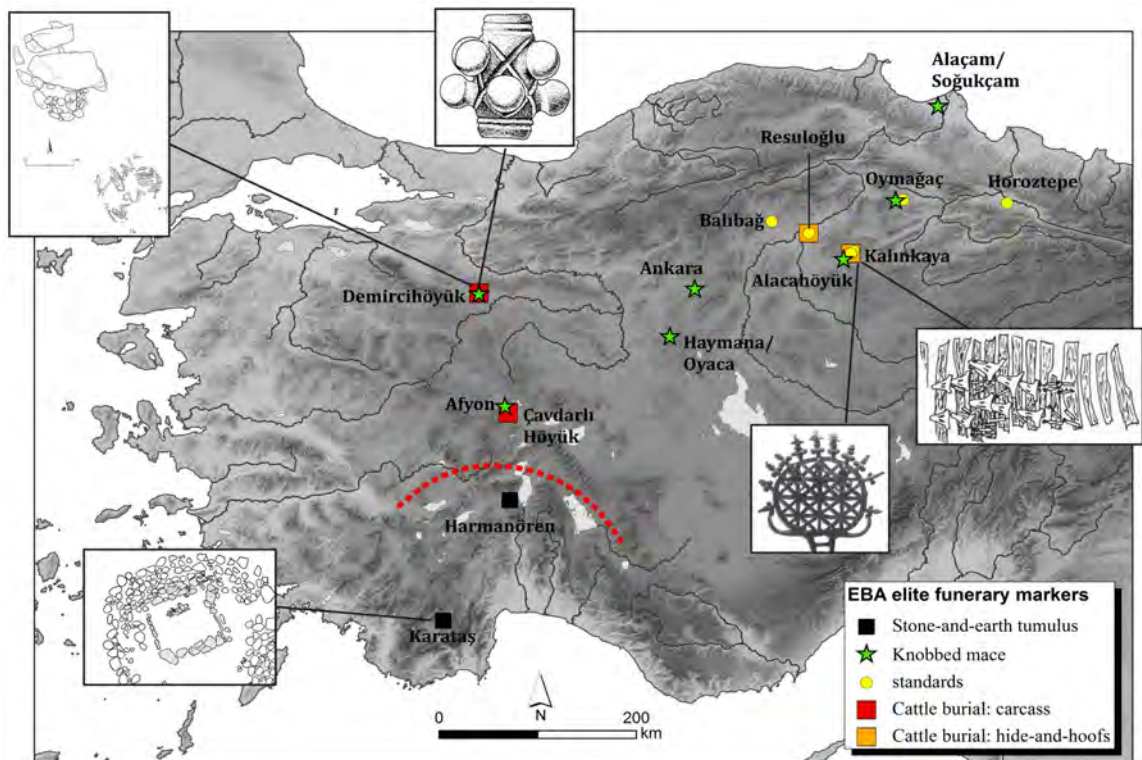 Alaçam/
Soğukçam
Resuloğlu
Oymağaç
Horoztepe
Balıbağ
Kalınkaya
Ankara
Alacahöyük
Demircihöyük
Haymana/
Oyaca
Afyon
Çavdarlı
Höyük
Harmanören
Karataş
EBA elite funerary markers
Stone-and-earth tumulus
Knobbed mace
standards
Cattle burial: carcass
Cattle burial: hide-and-hoofs
N
0 200
km